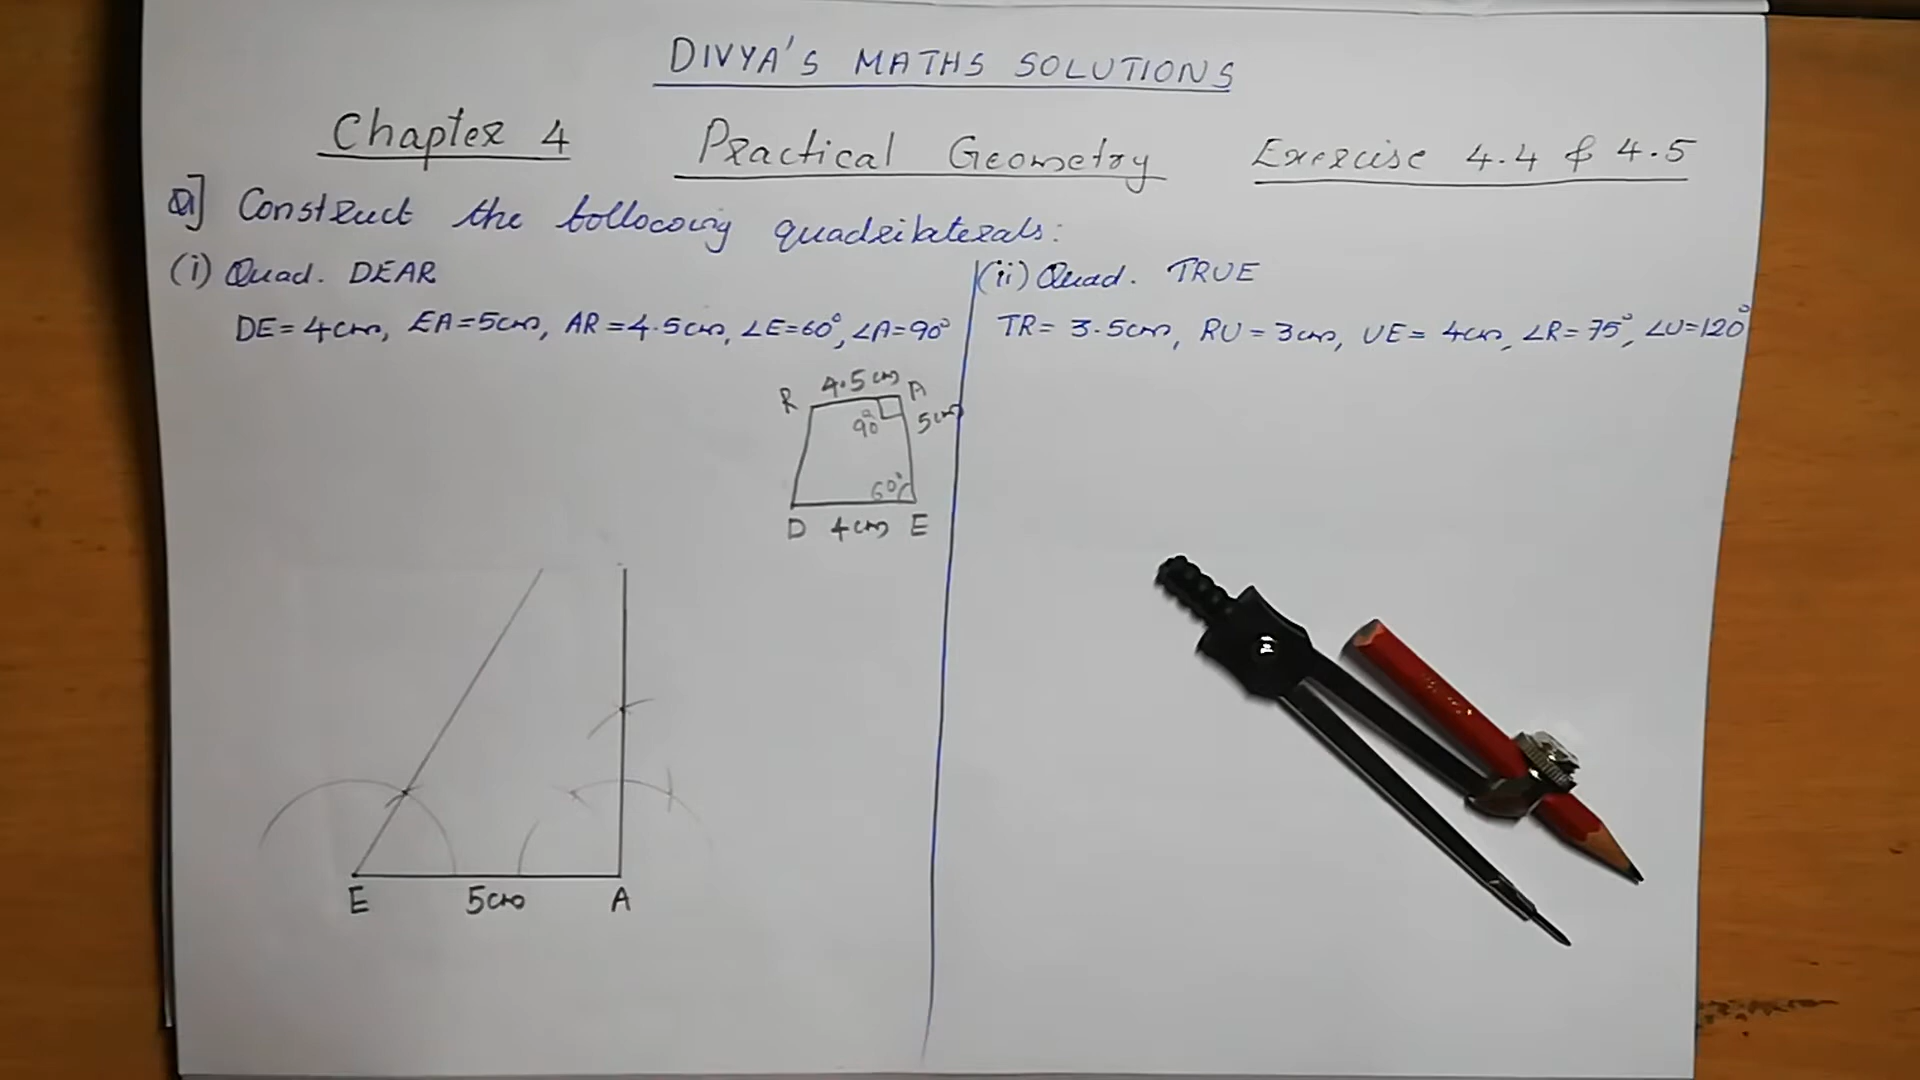 DIVYA'S MATHS SOLUTIONS
Chapter 4 Practical Geometry Exercise 4.4 & 4.5
Q1] Construct the following quadrilaterals:
(i) Quad. DEAR
DE = 4cm, EA = 5cm, AR = 4.5cm, ∠E = 60°, ∠A = 90°
R 4.5cm A
90° 5cm
60°
D 4cm E
E 5cm A
(ii) Quad. TRUE
TR = 3.5cm, RU = 3cm, UE = 4cm, ∠R = 75°, ∠U = 120°